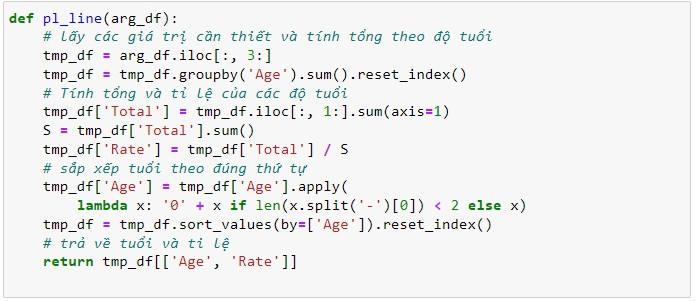 def pl_line(arg_df):
    # lấy các giá trị cần thiết và tính tổng theo độ tuổi
    tmp_df = arg_df.iloc[:, 3:]
    tmp_df = tmp_df.groupby('Age').sum().reset_index()
    # Tính tổng và tỉ lệ của các độ tuổi
    tmp_df['Total'] = tmp_df.iloc[:, 1:].sum(axis=1)
    S = tmp_df['Total'].sum()
    tmp_df['Rate'] = tmp_df['Total'] / S
    # sắp xếp tuổi theo đúng thứ tự
    tmp_df['Age'] = tmp_df['Age'].apply(
        lambda x: '0' + x if len(x.split('-')[0]) < 2 else x)
    tmp_df = tmp_df.sort_values(by=['Age']).reset_index()
    # trả về tuổi và tỉ lệ
    return tmp_df[['Age', 'Rate']]